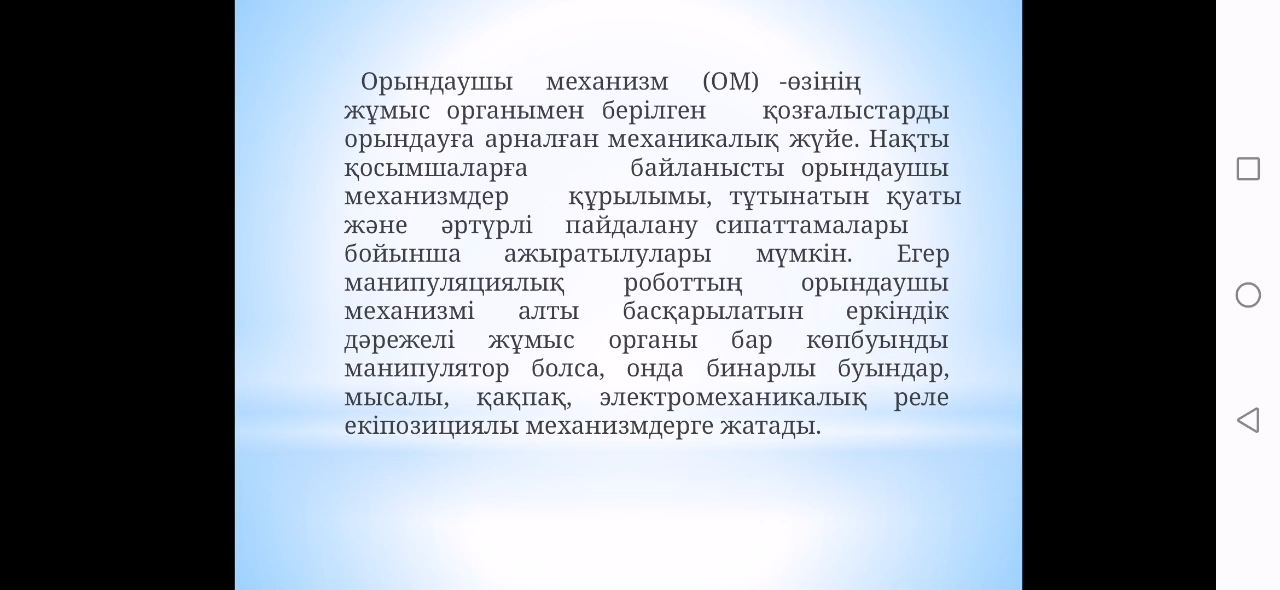 Орындаушы механизм (ОМ) -өзінің
жұмыс органымен берілген қозғалыстарды
орындауға арналған механикалық жүйе. Нақты
қосымшаларға байланысты орындаушы
механизмдер құрылымы, тұтынатын қуаты
және әртүрлі пайдалану сипаттамалары
бойынша ажыратылулары мүмкін. Егер
манипуляциялық роботтың орындаушы
механизмі алты басқарылатын еркіндік
дәрежелі жұмыс органы бар көпбуынды
манипулятор болса, онда бинарлы буындар,
мысалы, қақпақ, электромеханикалық реле
екіпозициялы механизмдерге жатады.